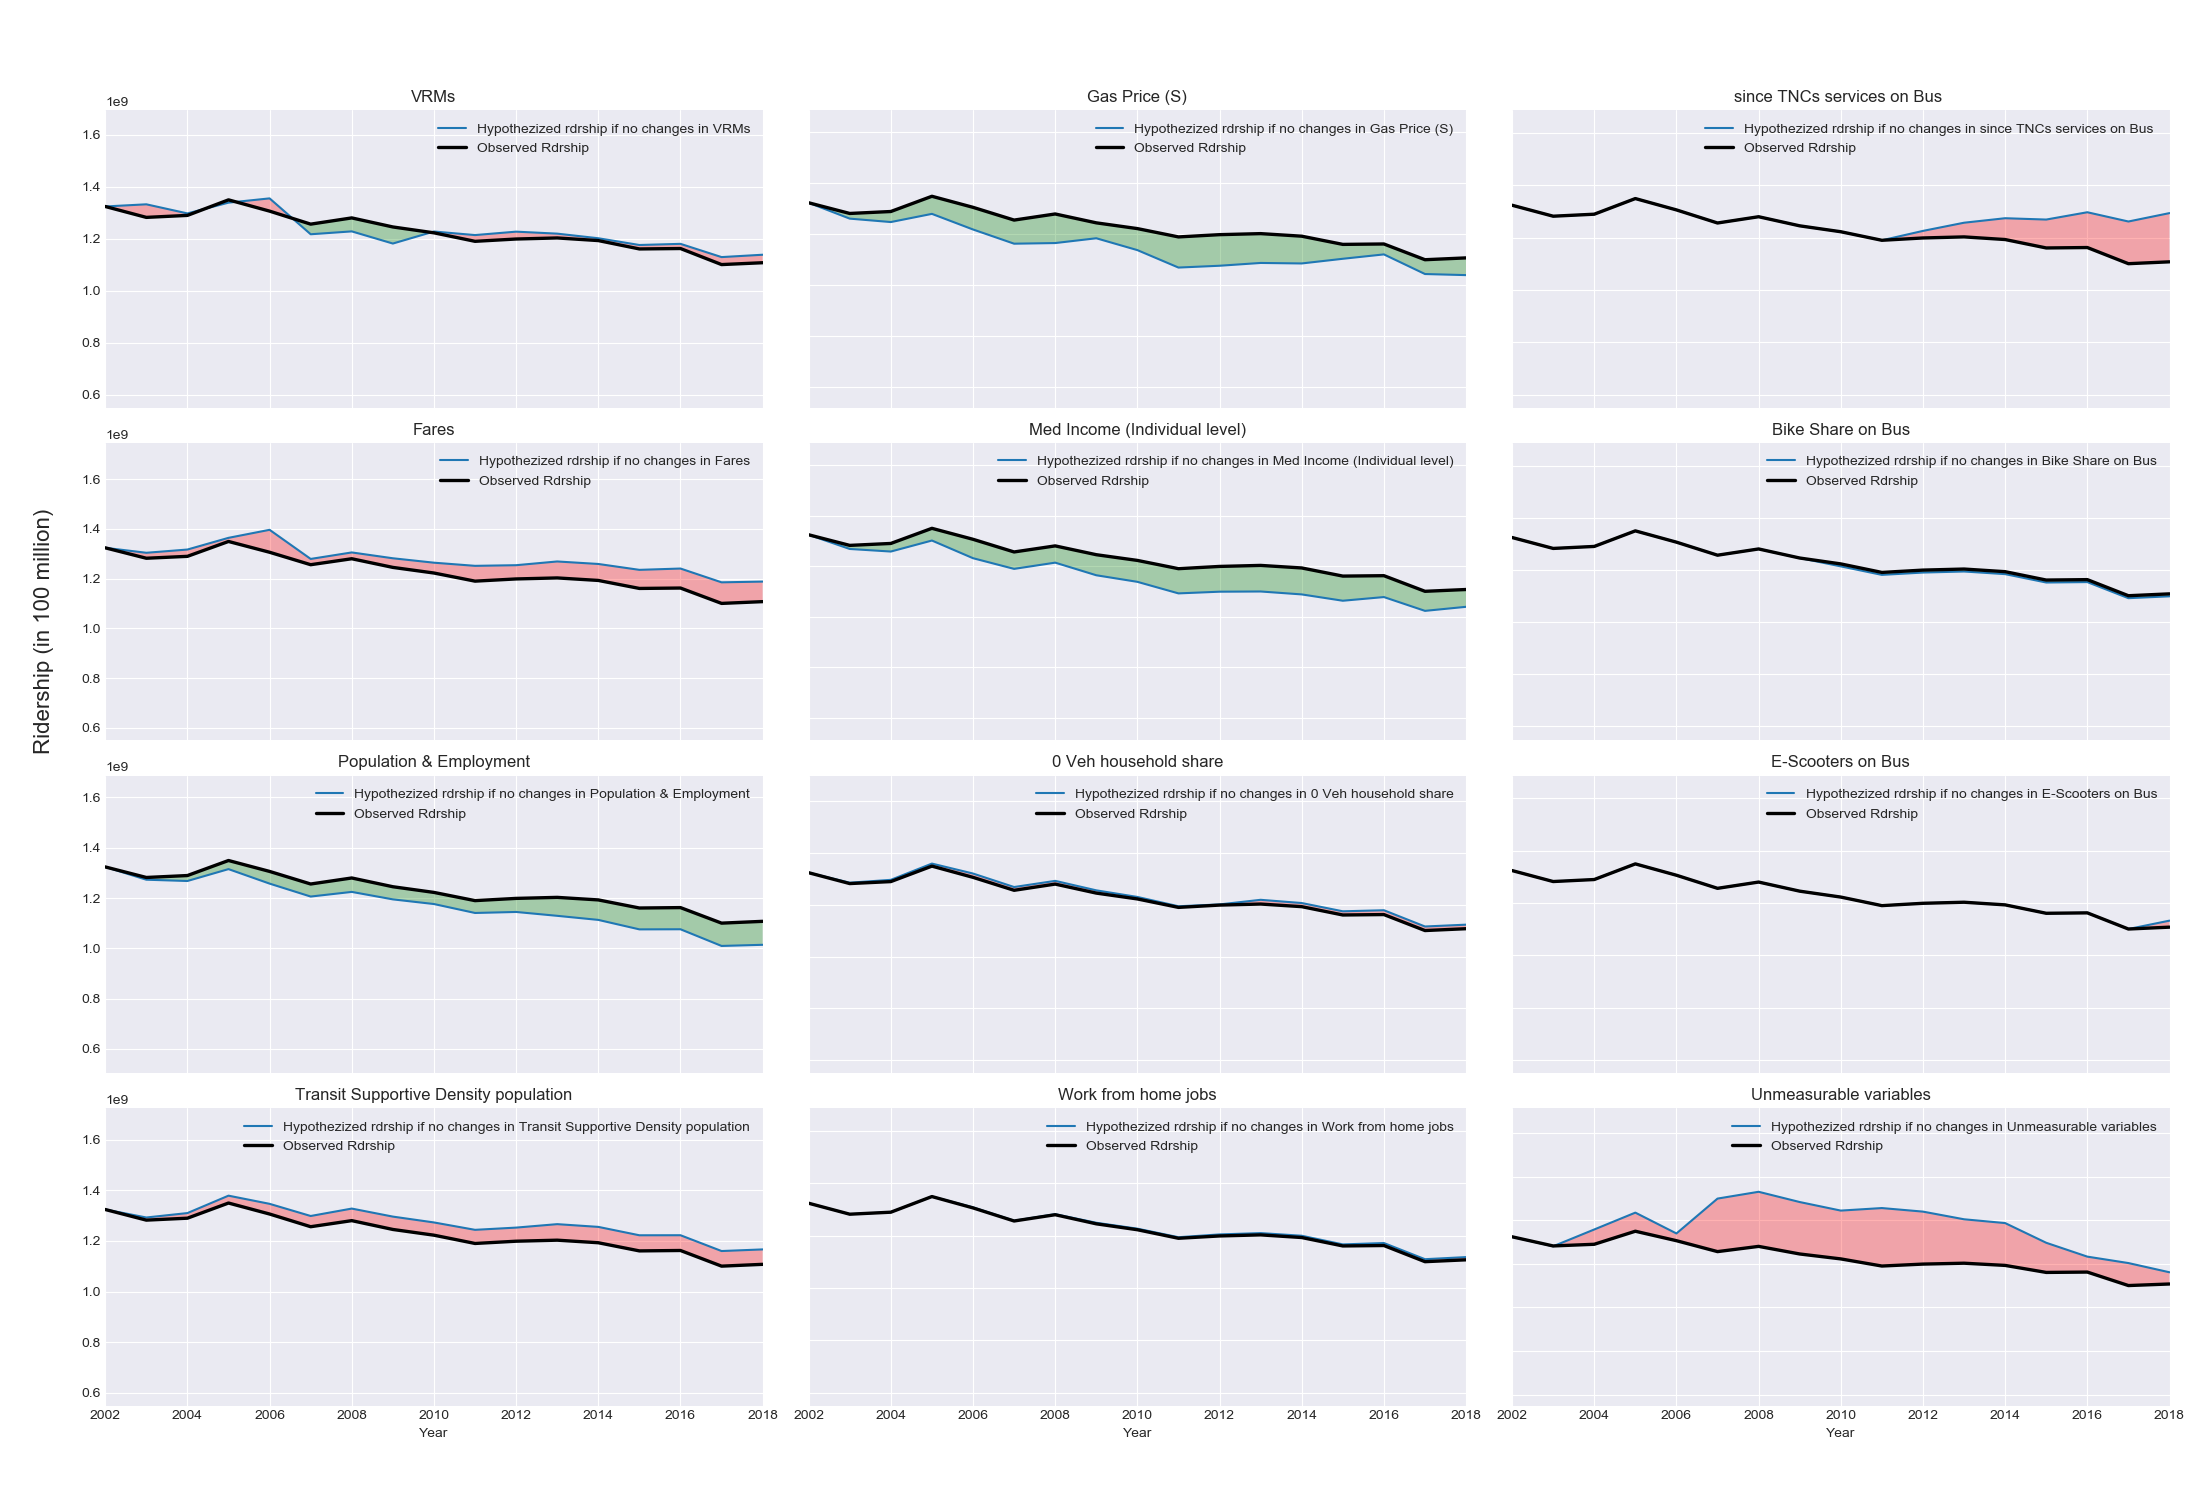 Ridership (in 100 million)
VRMs
1e9
Hypothezized rdrship if no changes in VRMs
Observed Rdrship
1.6
1.4
1.2
1.0
0.8
0.6
Gas Price (S)
Hypothezized rdrship if no changes in Gas Price (S)
Observed Rdrship
since TNCs services on Bus
Hypothezized rdrship if no changes in since TNCs services on Bus
Observed Rdrship
Fares
1e9
Hypothezized rdrship if no changes in Fares
Observed Rdrship
1.6
1.4
1.2
1.0
0.8
0.6
Med Income (Individual level)
Hypothezized rdrship if no changes in Med Income (Individual level)
Observed Rdrship
Bike Share on Bus
Hypothezized rdrship if no changes in Bike Share on Bus
Observed Rdrship
Population & Employment
1e9
Hypothezized rdrship if no changes in Population & Employment
Observed Rdrship
1.6
1.4
1.2
1.0
0.8
0.6
0 Veh household share
Hypothezized rdrship if no changes in 0 Veh household share
Observed Rdrship
E-Scooters on Bus
Hypothezized rdrship if no changes in E-Scooters on Bus
Observed Rdrship
Transit Supportive Density population
1e9
Hypothezized rdrship if no changes in Transit Supportive Density population
Observed Rdrship
1.6
1.4
1.2
1.0
0.8
0.6
2002 2004 2006 2008 2010 2012 2014 2016 2018
Year
Work from home jobs
Hypothezized rdrship if no changes in Work from home jobs
Observed Rdrship
2002 2004 2006 2008 2010 2012 2014 2016 2018
Year
Unmeasurable variables
Hypothezized rdrship if no changes in Unmeasurable variables
Observed Rdrship
2002 2004 2006 2008 2010 2012 2014 2016 2018
Year